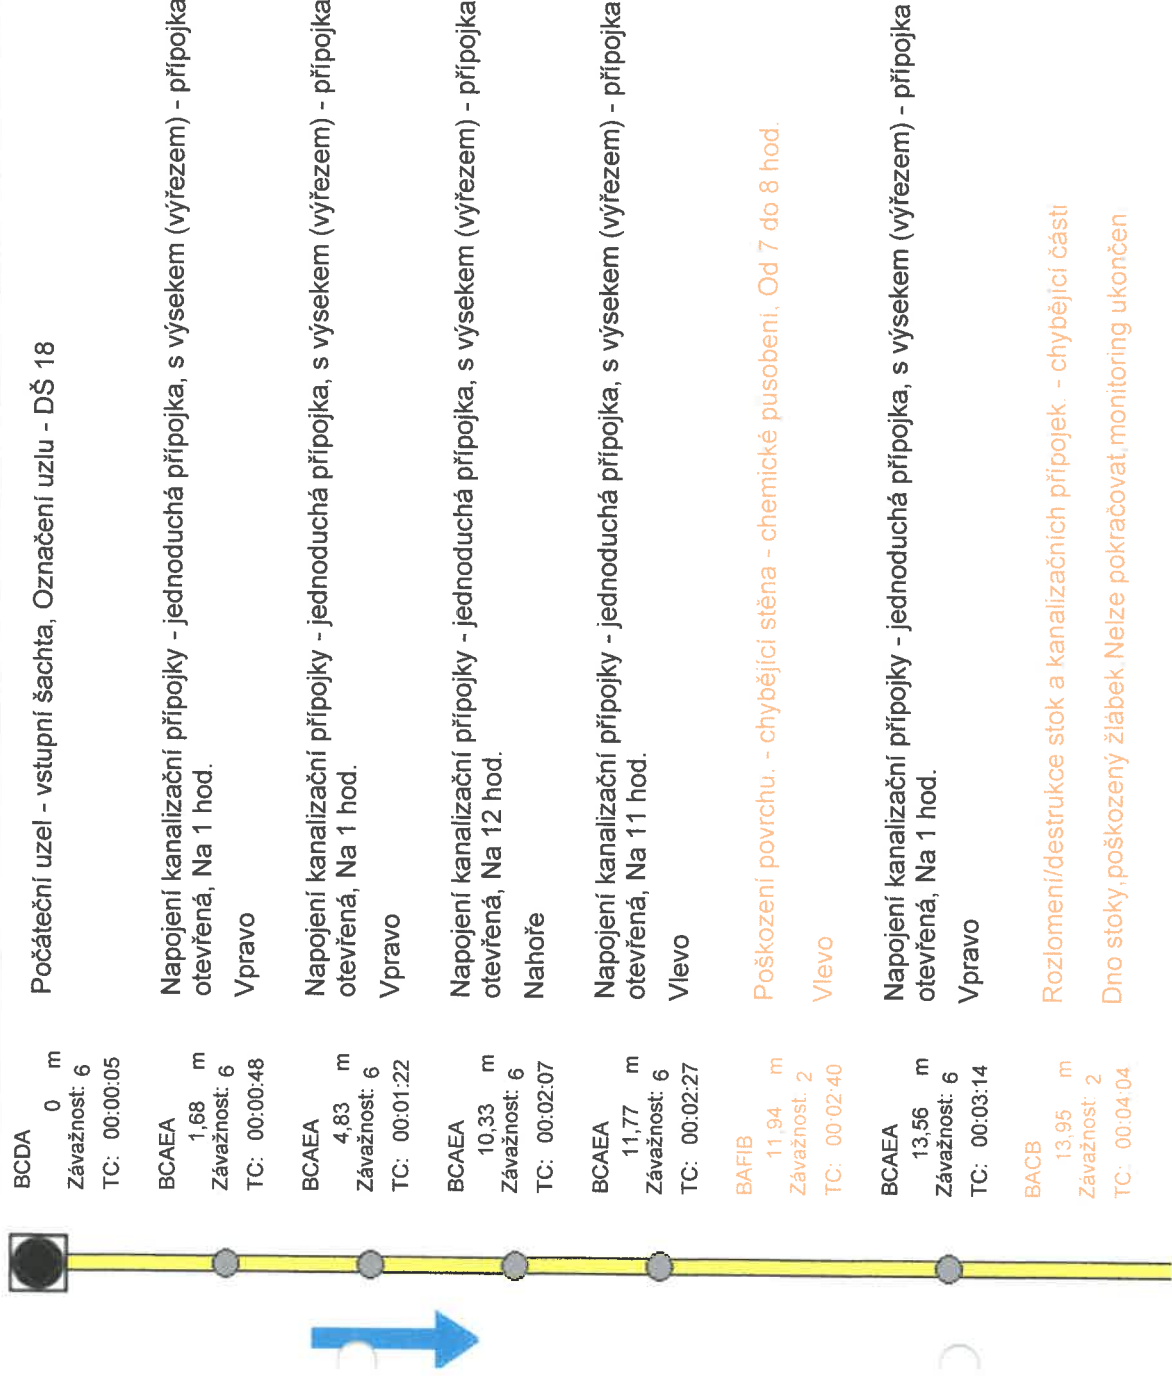 BCDA
0 m
Závažnost: 6
TC: 00:00:05
Počáteční uzel - vstupní šachta, Označení uzlu - DŠ 18
BCAEA
1,68 m
Závažnost: 6
TC: 00:00:48
Napojení kanalizační přípojky - jednoduchá přípojka, s výsekem (výřezem) - přípojka
otevřená, Na 1 hod.
Vpravo
BCAEA
4,83 m
Závažnost: 6
TC: 00:01:22
Napojení kanalizační přípojky - jednoduchá přípojka, s výsekem (výřezem) - přípojka
otevřená, Na 1 hod.
Vpravo
BCAEA
10,33 m
Závažnost: 6
TC: 00:02:07
Napojení kanalizační přípojky - jednoduchá přípojka, s výsekem (výřezem) - přípojka
otevřená, Na 12 hod.
Nahoře
BCAEA
11,77 m
Závažnost: 6
TC: 00:02:27
Napojení kanalizační přípojky - jednoduchá přípojka, s výsekem (výřezem) - přípojka
otevřená, Na 11 hod.
Vlevo
BAFIB
11,94 m
Závažnost: 2
TC: 00:02:40
Poškození povrchu. - chybějící stěna - chemické pusobeni, Od 7 do 8 hod.
Vlevo
BCAEA
13,56 m
Závažnost: 6
TC: 00:03:14
Napojení kanalizační přípojky - jednoduchá přípojka, s výsekem (výřezem) - přípojka
otevřená, Na 1 hod.
Vpravo
BACB
13,95 m
Závažnost: 2
TC: 00:04:04
Rozlomení/destrukce stok a kanalizačních přípojek. - chybějící části
Dno stoky,poškozený žlábek.Nelze pokračovat,monitoring ukončen